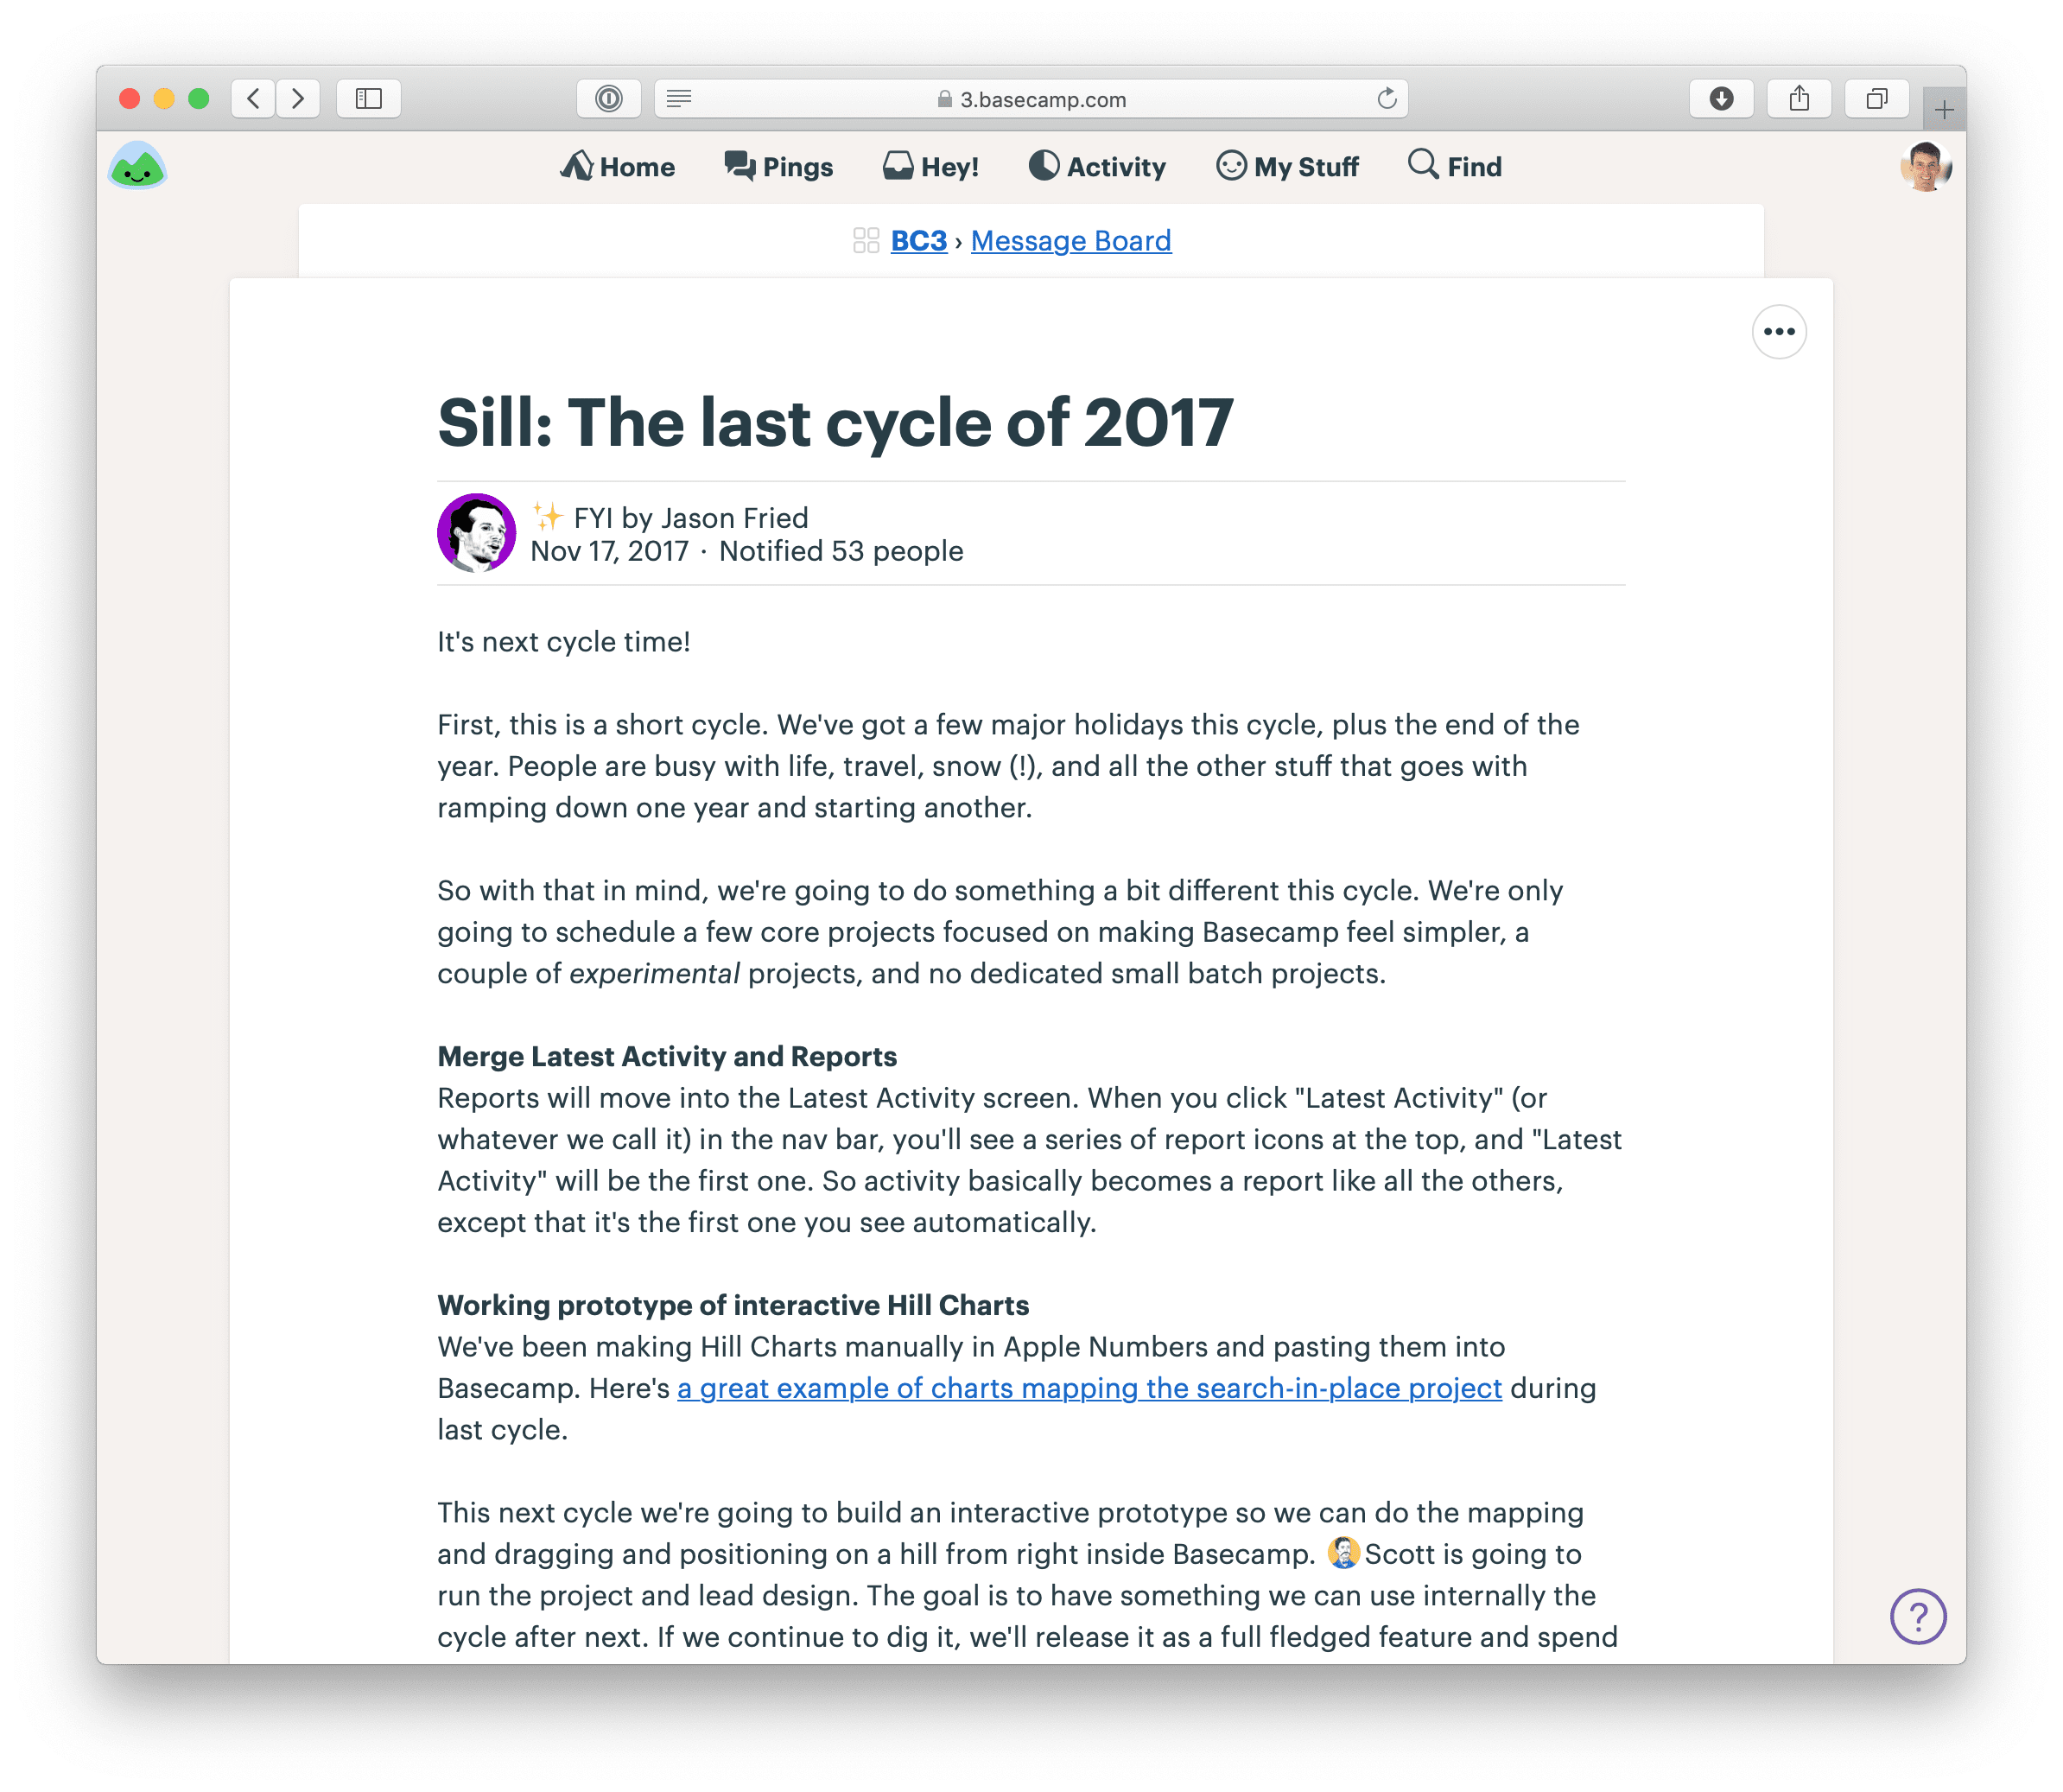 3.basecamp.com
Home Pings Hey! Activity My Stuff Find
BC3 › Message Board
Sill: The last cycle of 2017
✨ FYI by Jason Fried
Nov 17, 2017 · Notified 53 people
It's next cycle time!
First, this is a short cycle. We've got a few major holidays this cycle, plus the end of the
year. People are busy with life, travel, snow (!), and all the other stuff that goes with
ramping down one year and starting another.
So with that in mind, we're going to do something a bit different this cycle. We're only
going to schedule a few core projects focused on making Basecamp feel simpler, a
couple of experimental projects, and no dedicated small batch projects.
Merge Latest Activity and Reports
Reports will move into the Latest Activity screen. When you click "Latest Activity" (or
whatever we call it) in the nav bar, you'll see a series of report icons at the top, and "Latest
Activity" will be the first one. So activity basically becomes a report like all the others,
except that it's the first one you see automatically.
Working prototype of interactive Hill Charts
We've been making Hill Charts manually in Apple Numbers and pasting them into
Basecamp. Here's a great example of charts mapping the search-in-place project during
last cycle.
This next cycle we're going to build an interactive prototype so we can do the mapping
and dragging and positioning on a hill from right inside Basecamp. Scott is going to
run the project and lead design. The goal is to have something we can use internally the
cycle after next. If we continue to dig it, we'll release it as a full fledged feature and spend
?